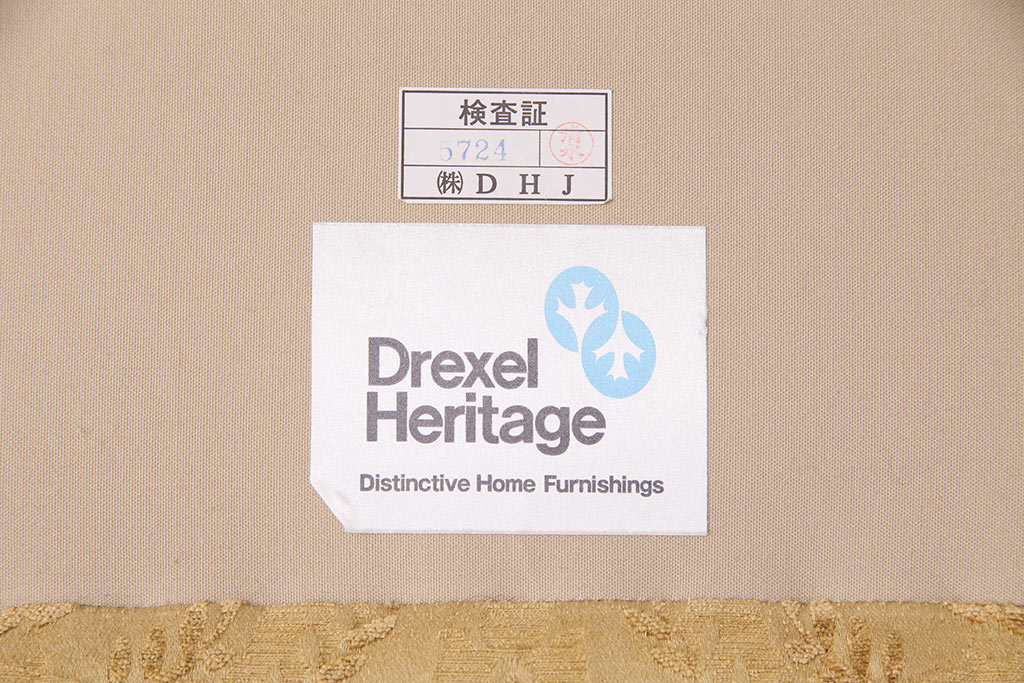 検査証
5724
㈱ D H J
Drexel
Heritage
Distinctive Home Furnishings